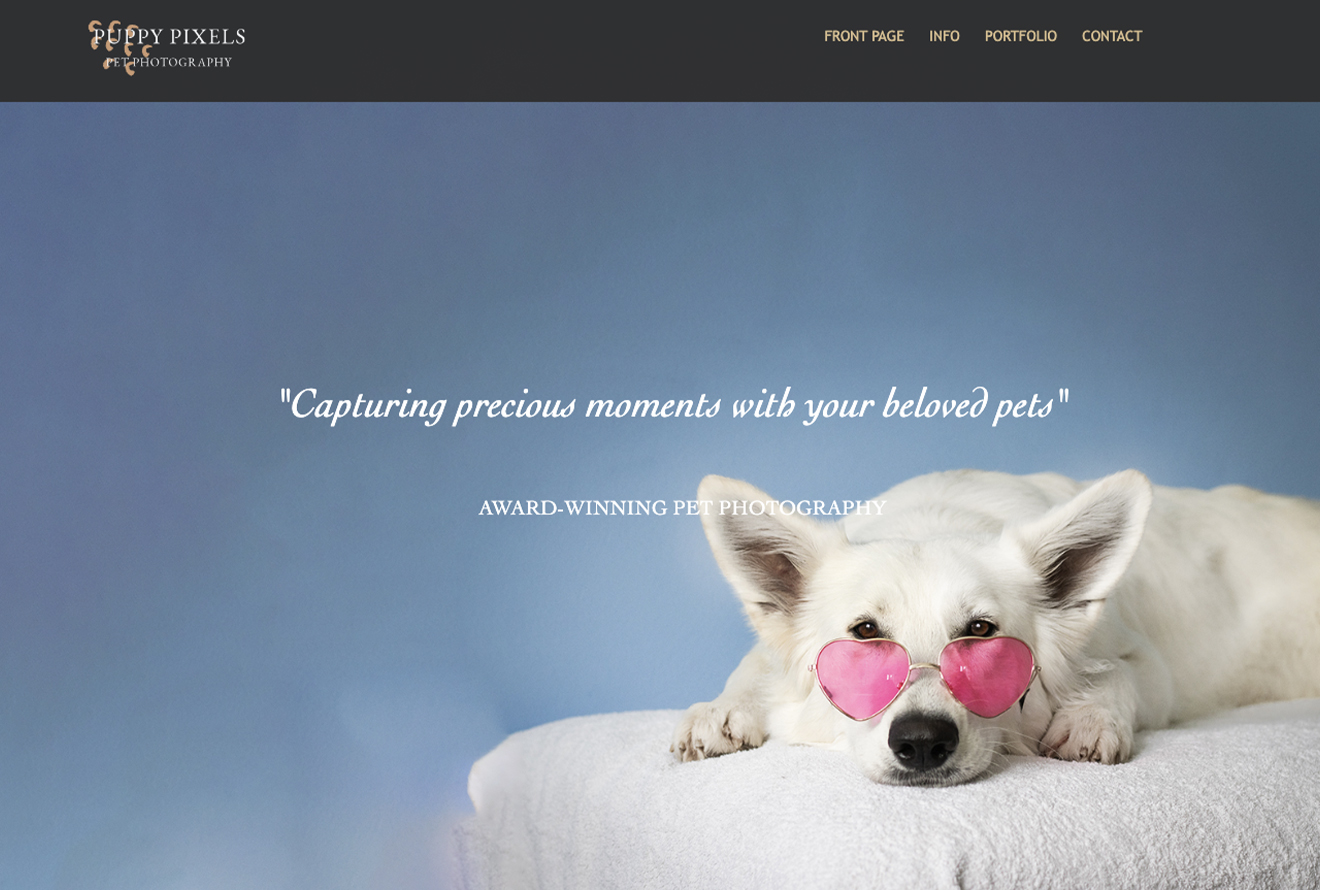 PUPPY PIXELS
PET PHOTOGRAPHY
FRONT PAGE INFO PORTFOLIO CONTACT
"Capturing precious moments with your beloved pets"
AWARD-WINNING PET PHOTOGRAPHY